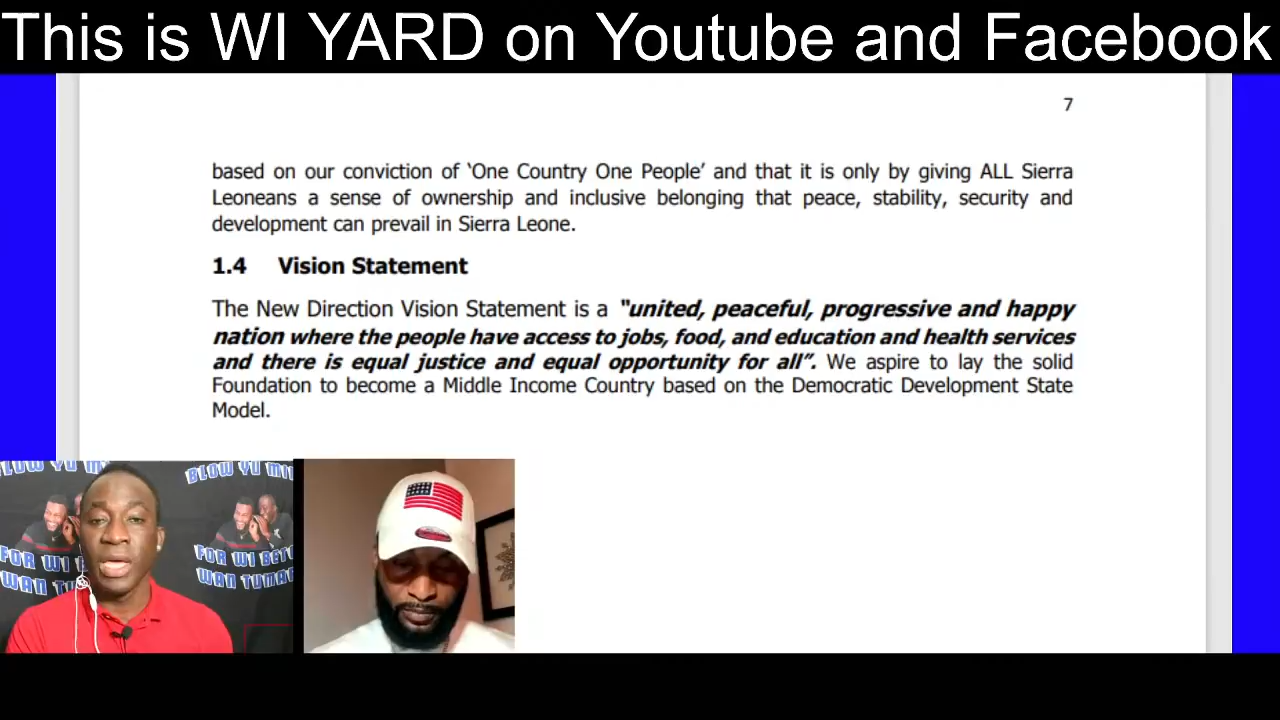 This is WI YARD on Youtube and Facebook
7
based on our conviction of ‘One Country One People’ and that it is only by giving ALL Sierra
Leoneans a sense of ownership and inclusive belonging that peace, stability, security and
development can prevail in Sierra Leone.
1.4 Vision Statement
The New Direction Vision Statement is a “united, peaceful, progressive and happy
nation where the people have access to jobs, food, and education and health services
and there is equal justice and equal opportunity for all”. We aspire to lay the solid
Foundation to become a Middle Income Country based on the Democratic Development State
Model.
BLOW YU
FOR WI
WAN